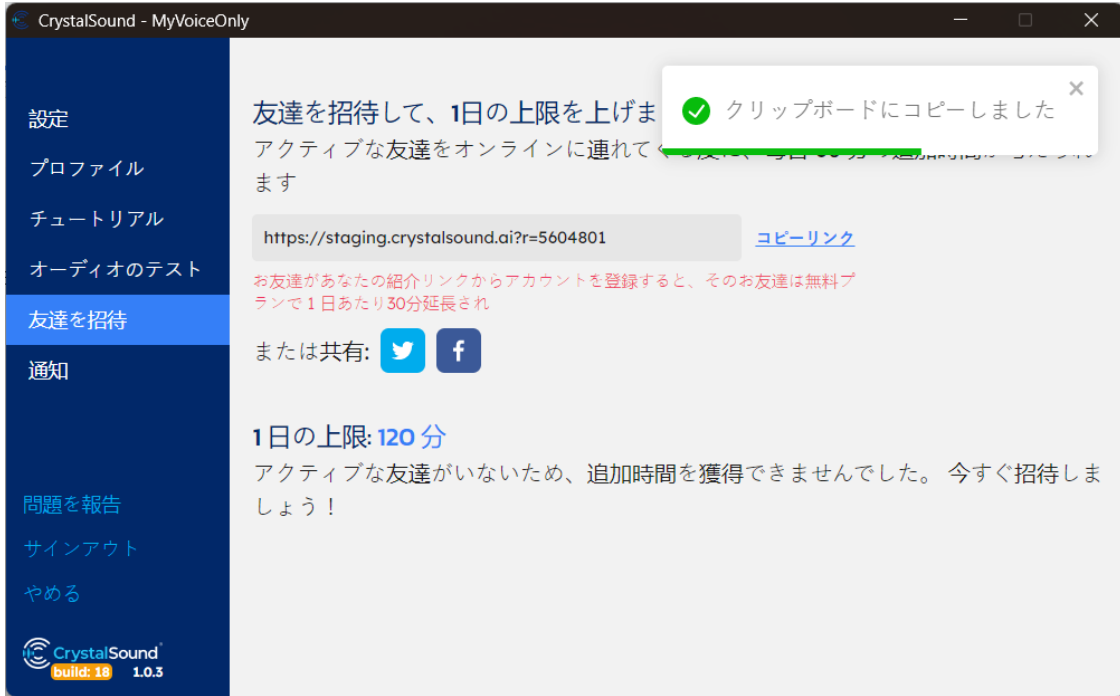 CrystalSound - MyVoiceOnly
クリップボードにコピーしました
設定
プロファイル
チュートリアル
オーディオのテスト
友達を招待
通知
問題を報告
サインアウト
やめる
CrystalSound
build: 18 1.0.3
友達を招待して、1日の上限を上げま
アクティブな友達をオンラインに連れて
ます
https://staging.crystalsound.ai?r=5604801 コピーリンク
お友達があなたの紹介リンクからアカウントを登録すると、そのお友達は無料プ
ランで 1 日あたり30分延長され
または共有:
1 日の上限: 120 分
アクティブな友達がいないため、追加時間を獲得できませんでした。 今すぐ招待しま
しょう！